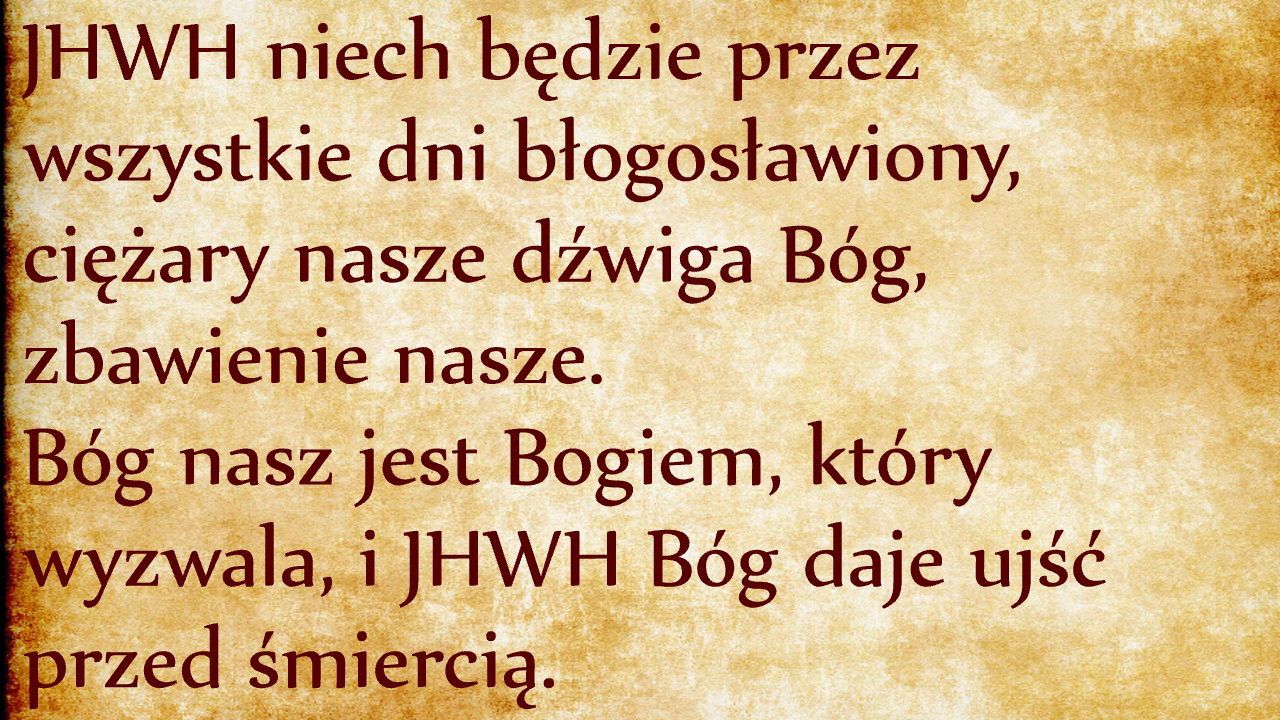 JHWH niech będzie przez
wszystkie dni błogosławiony,
ciężary nasze dźwiga Bóg,
zbawienie nasze.
Bóg nasz jest Bogiem, który
wyzwala, i JHWH Bóg daje ujść
przed śmiercią.